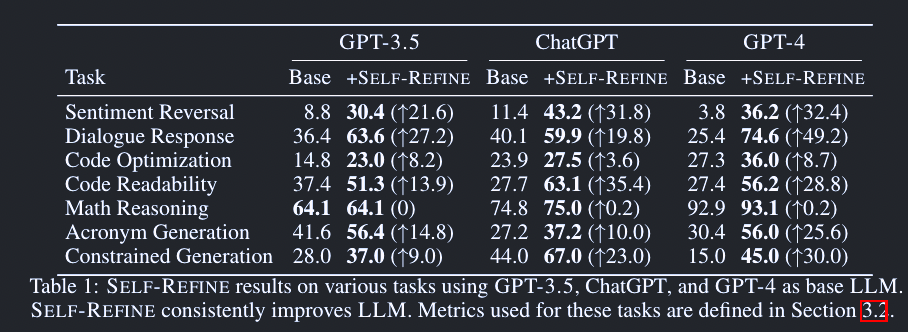 GPT-3.5 ChatGPT GPT-4
Task Base +SELF-REFINE Base +SELF-REFINE Base +SELF-REFINE
Sentiment Reversal 8.8 30.4 (↑21.6) 11.4 43.2 (↑31.8) 3.8 36.2 (↑32.4)
Dialogue Response 36.4 63.6 (↑27.2) 40.1 59.9 (↑19.8) 25.4 74.6 (↑49.2)
Code Optimization 14.8 23.0 (↑8.2) 23.9 27.5 (↑3.6) 27.3 36.0 (↑8.7)
Code Readability 37.4 51.3 (↑13.9) 27.7 63.1 (↑35.4) 27.4 56.2 (↑28.8)
Math Reasoning 64.1 64.1 (0) 74.8 75.0 (↑0.2) 92.9 93.1 (↑0.2)
Acronym Generation 41.6 56.4 (↑14.8) 27.2 37.2 (↑10.0) 30.4 56.0 (↑25.6)
Constrained Generation 28.0 37.0 (↑9.0) 44.0 67.0 (↑23.0) 15.0 45.0 (↑30.0)
Table 1: SELF-REFINE results on various tasks using GPT-3.5, ChatGPT, and GPT-4 as base LLM.
SELF-REFINE consistently improves LLM. Metrics used for these tasks are defined in Section 3.2.